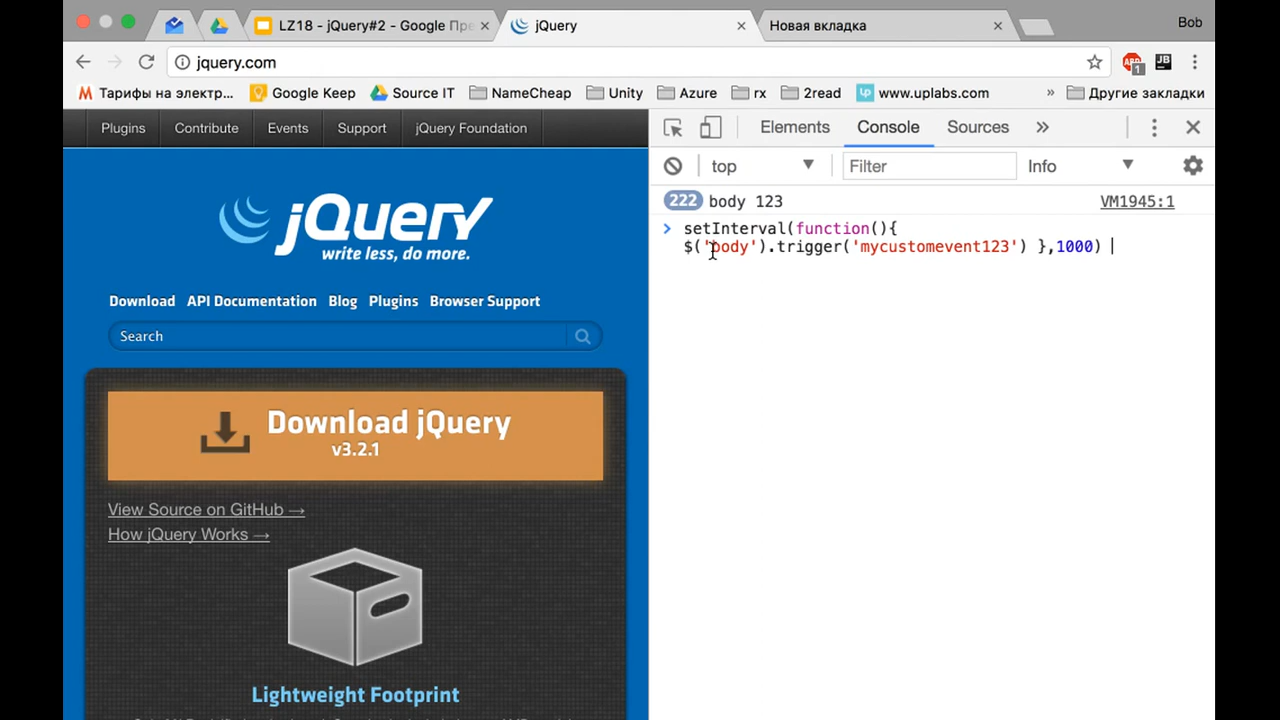 LZ18 - jQuery#2 - Google Пре
jQuery
Новая вкладка
Bob
jquery.com
1
JB
Тарифы на электр...
Google Keep
Source IT
NameCheap
Unity
Azure
rx
2read
Up
www.uplabs.com
»
Другие закладки
Plugins
Contribute
Events
Support
jQuery Foundation
Elements
Console
Sources
»
top
Filter
Info
222 body 123
VM1945:1
> setInterval(function(){
$('body').trigger('mycustomevent123') },1000)
jQuery
write less, do more.
Download
API Documentation
Blog
Plugins
Browser Support
Search
Download jQuery
v3.2.1
View Source on GitHub →
How jQuery Works →
Lightweight Footprint